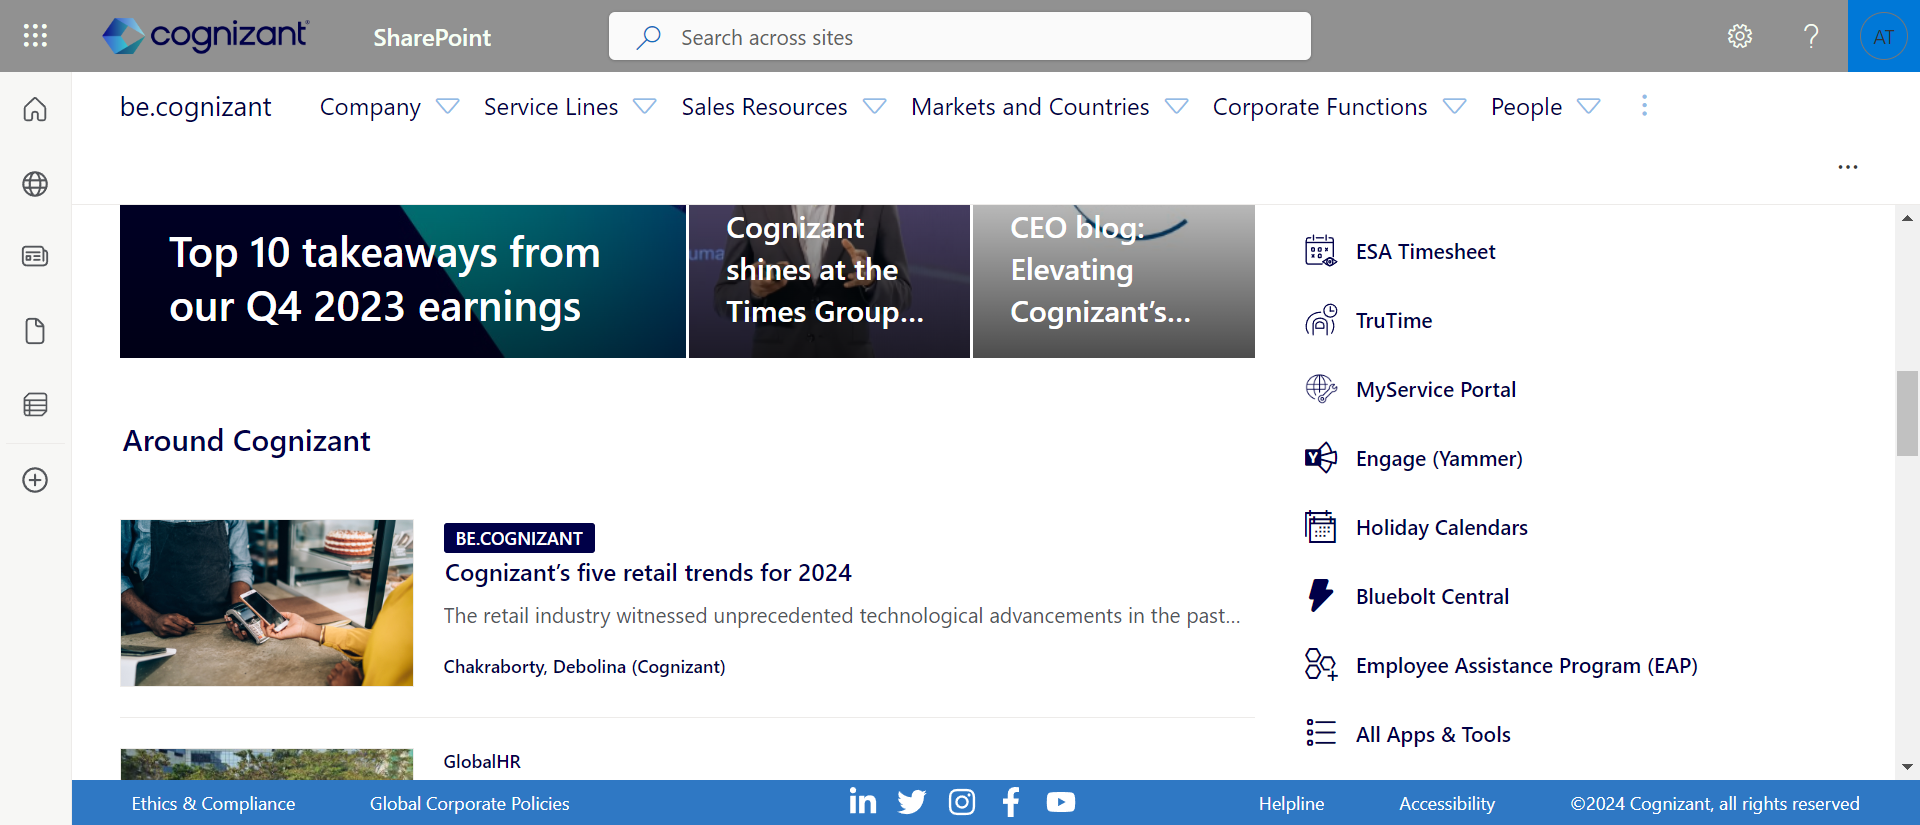 cognizant
SharePoint
Search across sites
?
AT
be.cognizant
Company
Service Lines
Sales Resources
Markets and Countries
Corporate Functions
People
...
Top 10 takeaways from
our Q4 2023 earnings
uma
Cognizant
shines at the
Times Group...
CEO blog:
Elevating
Cognizant’s...
ESA Timesheet
TruTime
MyService Portal
Y
Engage (Yammer)
Holiday Calendars
Bluebolt Central
Employee Assistance Program (EAP)
All Apps & Tools
Around Cognizant
BE.COGNIZANT
Cognizant’s five retail trends for 2024
The retail industry witnessed unprecedented technological advancements in the past...
Chakraborty, Debolina (Cognizant)
GlobalHR
Ethics & Compliance
Global Corporate Policies
in
f
Helpline
Accessibility
©2024 Cognizant, all rights reserved